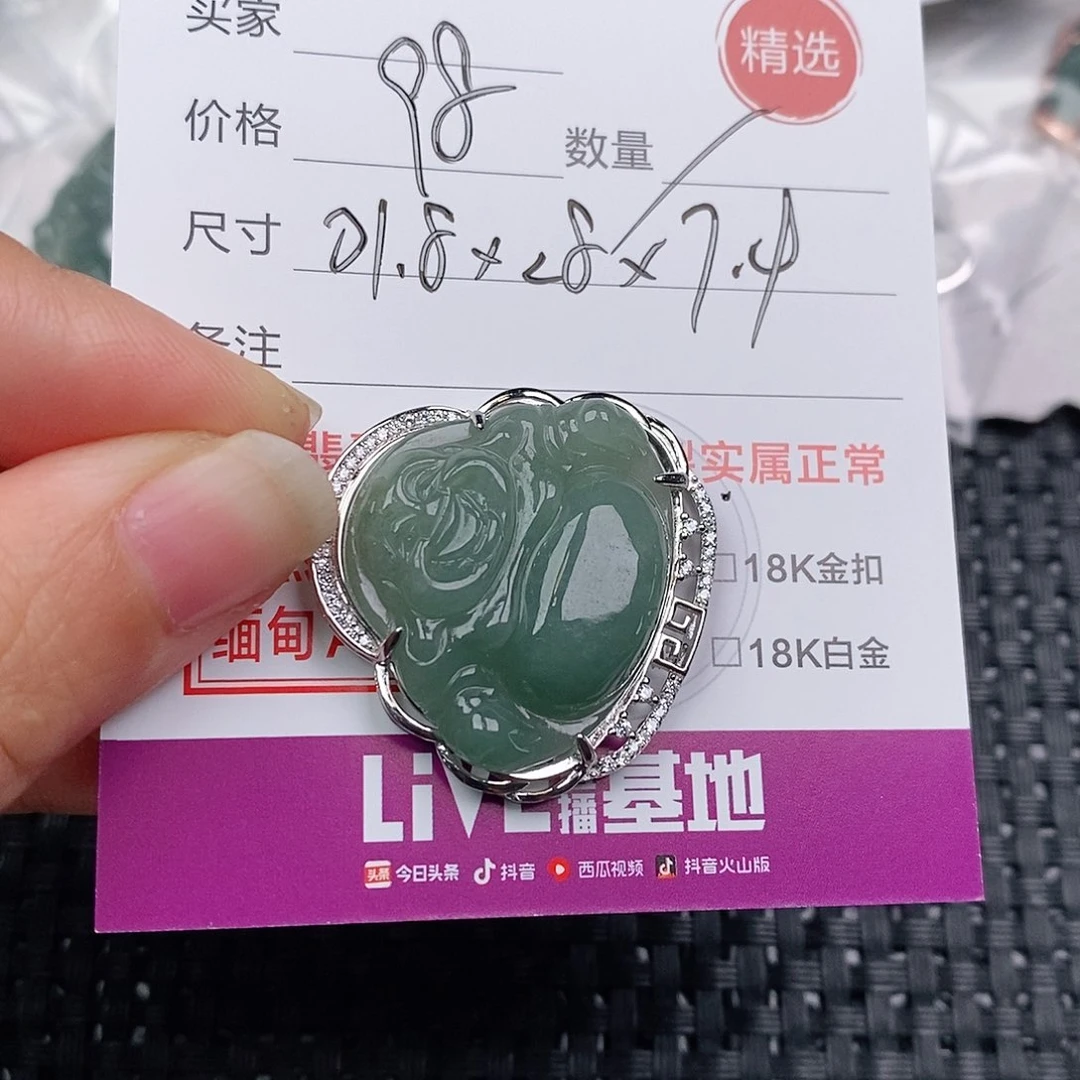 买家
精选
价格 98 数量
尺寸 21.8×28×7.4
备注
实属正常
18K金扣
缅甸
18K白金
LiVE 播基地
头条 今日头条 抖音 西瓜视频 抖音火山版